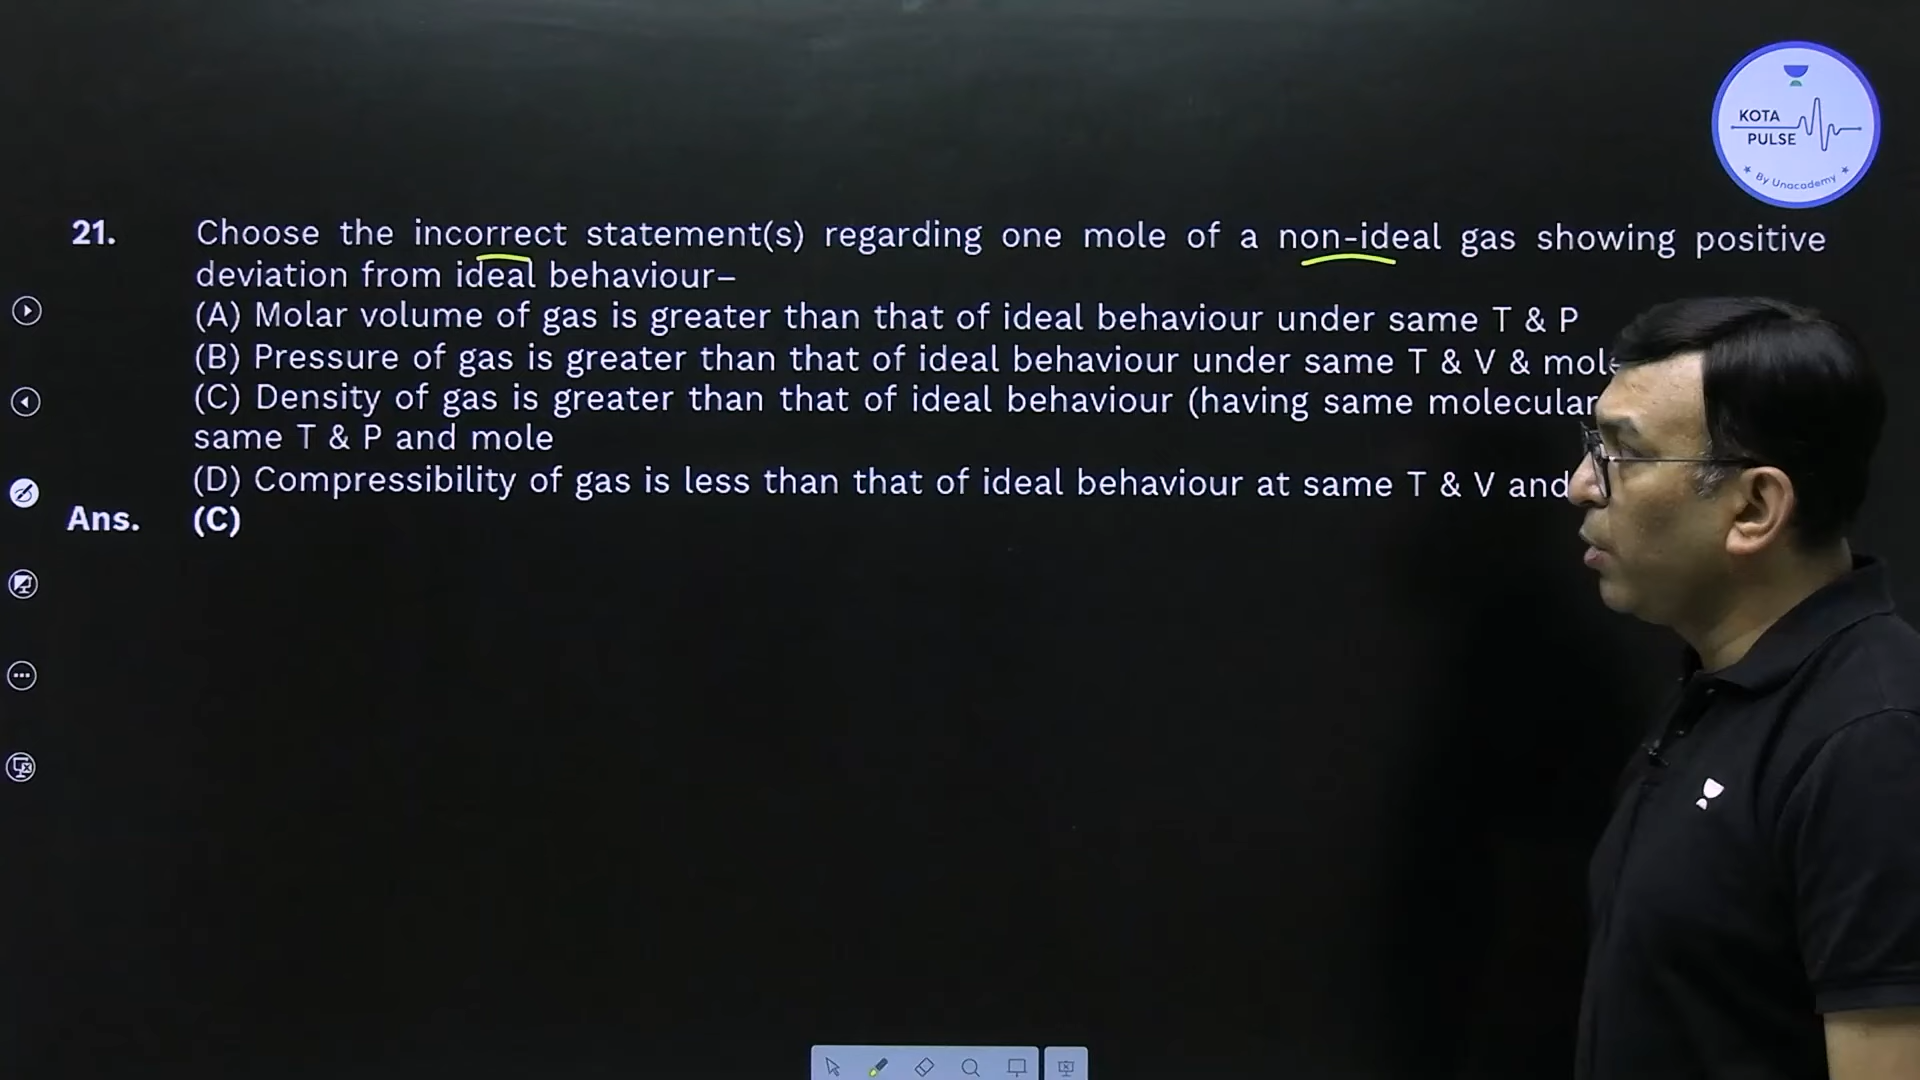 KOTA
PULSE
By Unacademy
21. Choose the incorrect statement(s) regarding one mole of a non-ideal gas showing positive
deviation from ideal behaviour–
(A) Molar volume of gas is greater than that of ideal behaviour under same T & P
(B) Pressure of gas is greater than that of ideal behaviour under same T & V &
(C) Density of gas is greater than that of ideal behaviour (having same molecular
same T & P and mole
(D) Compressibility of gas is less than that of ideal behaviour at same T & V and
Ans. (C)